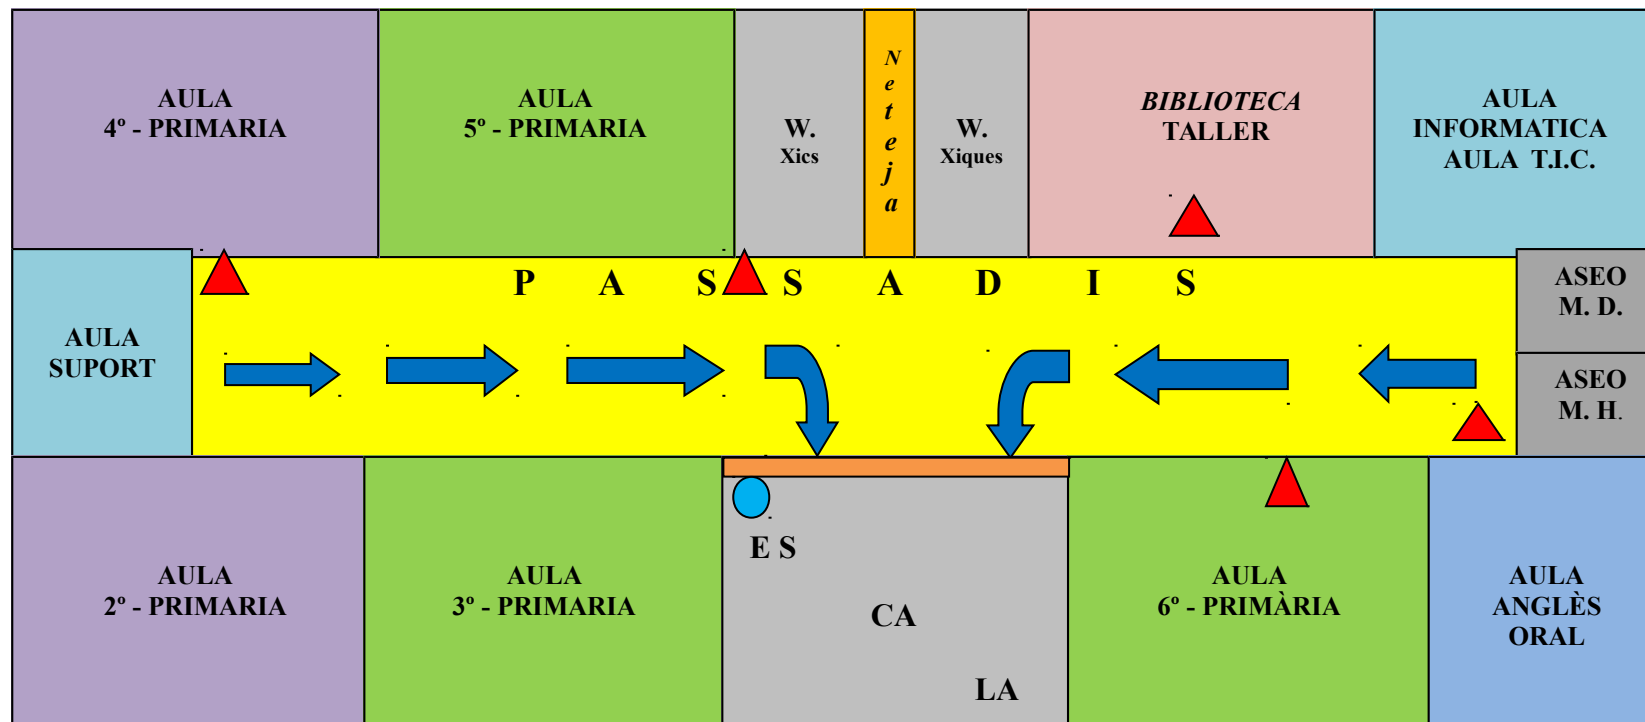 AULA
4º - PRIMARIA
AULA
5º - PRIMARIA
W.
Xics
Neteja
W.
Xiques
BIBLIOTECA
TALLER
AULA
INFORMATICA
AULA T.I.C.
P A S S A D I S
AULA
SUPORT
ASEO
M. D.
ASEO
M. H.
AULA
2º - PRIMARIA
AULA
3º - PRIMARIA
E S
CA
LA
AULA
6º - PRIMÀRIA
AULA
ANGLÈS
ORAL